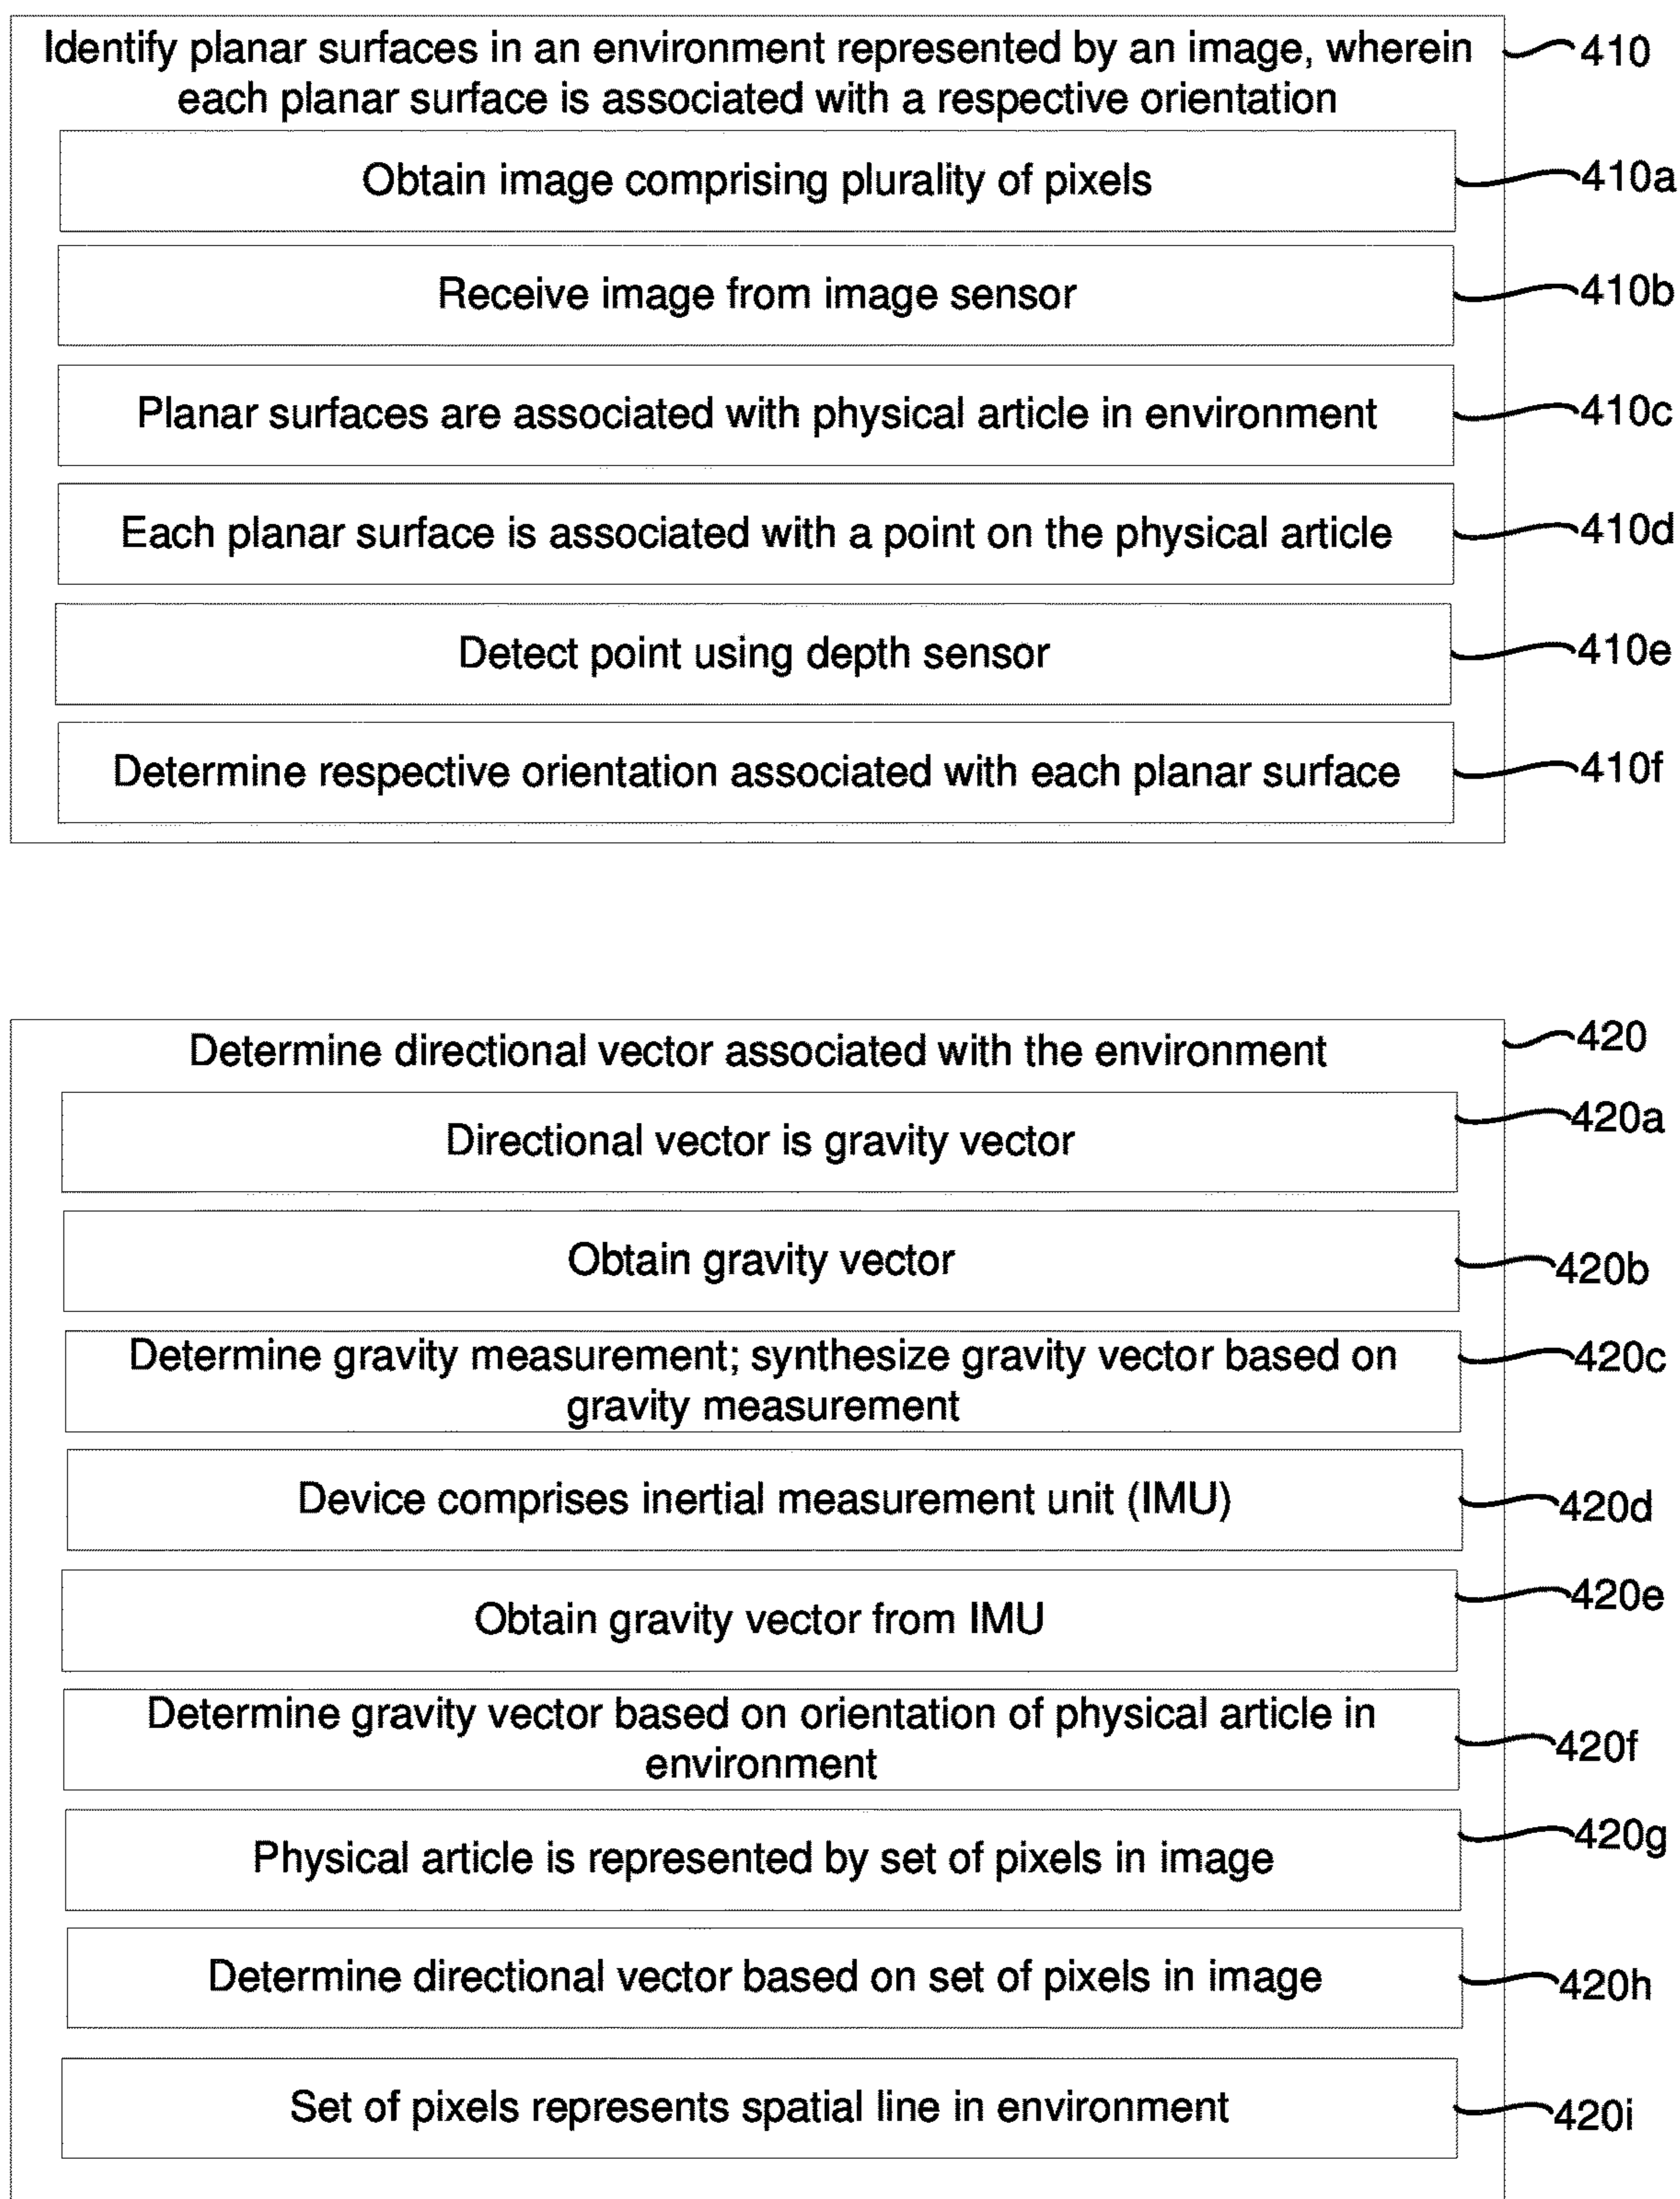 Identify planar surfaces in an environment represented by an image, wherein
each planar surface is associated with a respective orientation
410
Obtain image comprising plurality of pixels
410a
Receive image from image sensor
410b
Planar surfaces are associated with physical article in environment
410c
Each planar surface is associated with a point on the physical article
410d
Detect point using depth sensor
410e
Determine respective orientation associated with each planar surface
410f
Determine directional vector associated with the environment
420
Directional vector is gravity vector
420a
Obtain gravity vector
420b
Determine gravity measurement; synthesize gravity vector based on
gravity measurement
420c
Device comprises inertial measurement unit (IMU)
420d
Obtain gravity vector from IMU
420e
Determine gravity vector based on orientation of physical article in
environment
420f
Physical article is represented by set of pixels in image
420g
Determine directional vector based on set of pixels in image
420h
Set of pixels represents spatial line in environment
420i